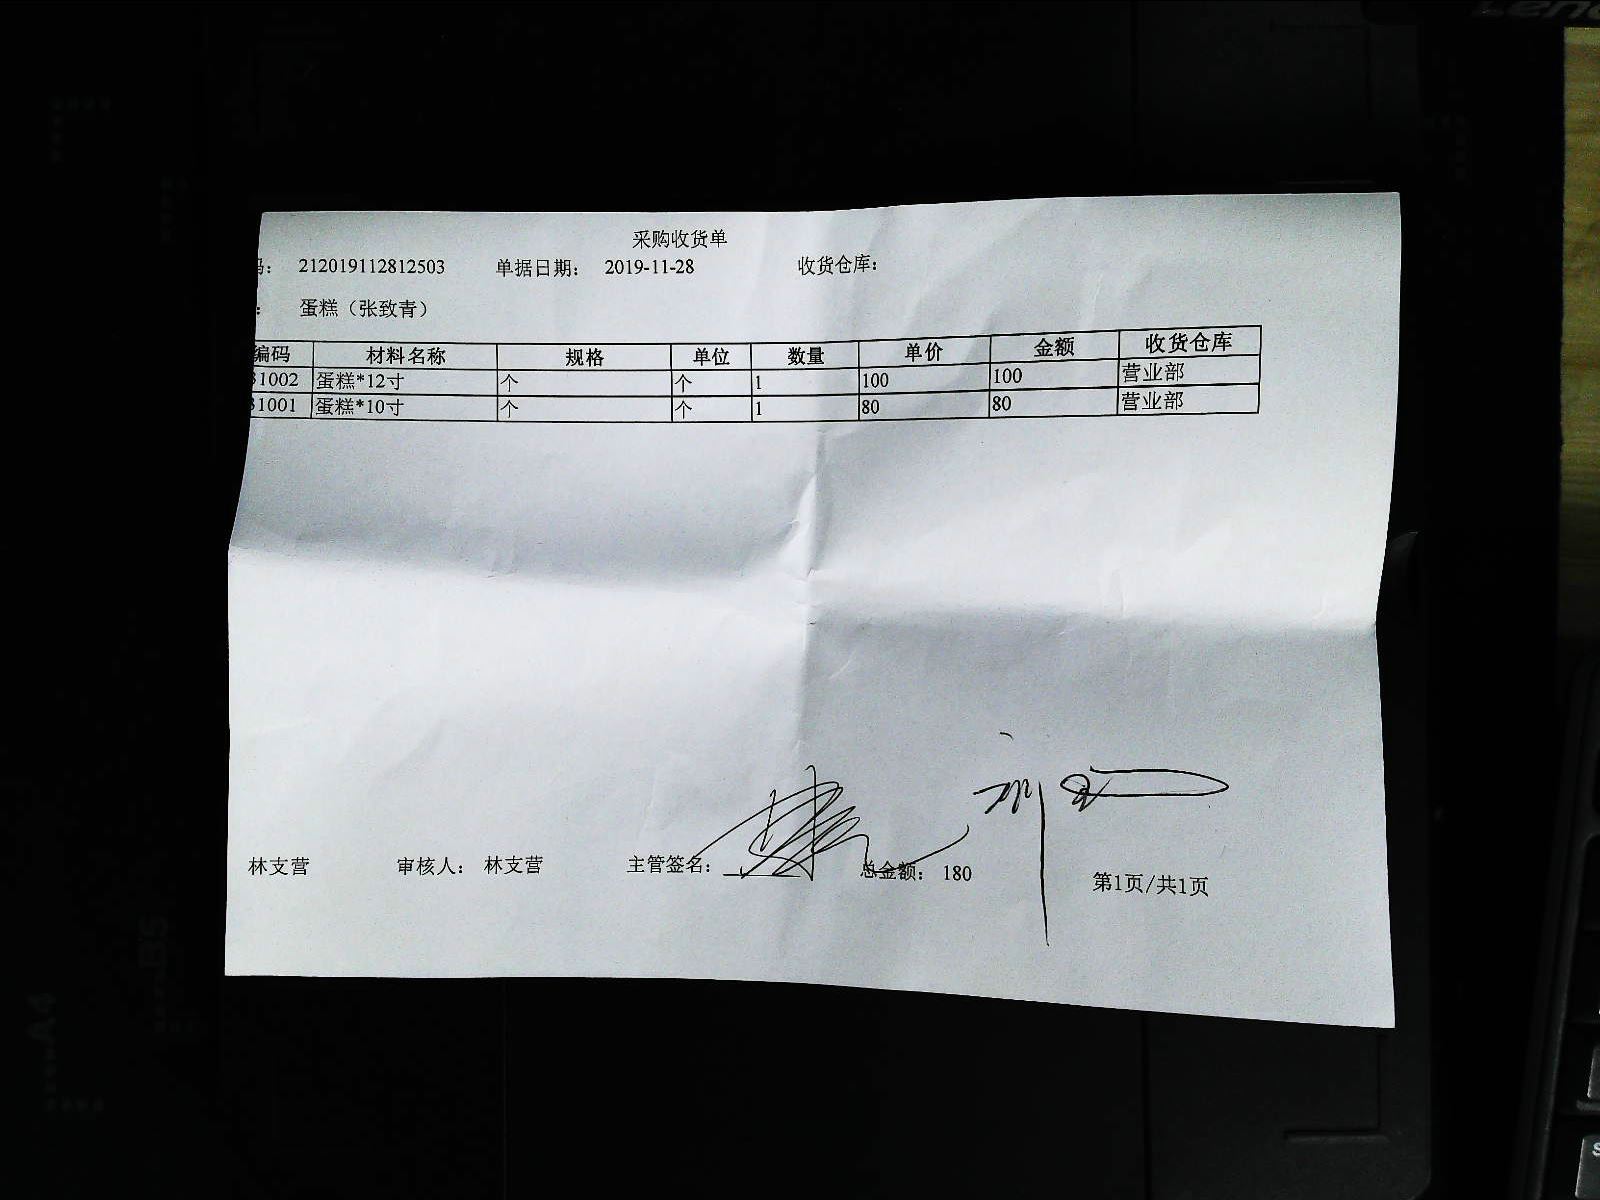 采购收货单
码： 212019112812503 单据日期： 2019-11-28 收货仓库：
： 蛋糕（张致青）
编码 材料名称 规格 单位 数量 单价 金额 收货仓库
31002 蛋糕*12寸 个 个 1 100 100 营业部
31001 蛋糕*10寸 个 个 1 80 80 营业部
林支营 审核人： 林支营 主管签名： 总金额： 180 第1页/共1页
A4
B5